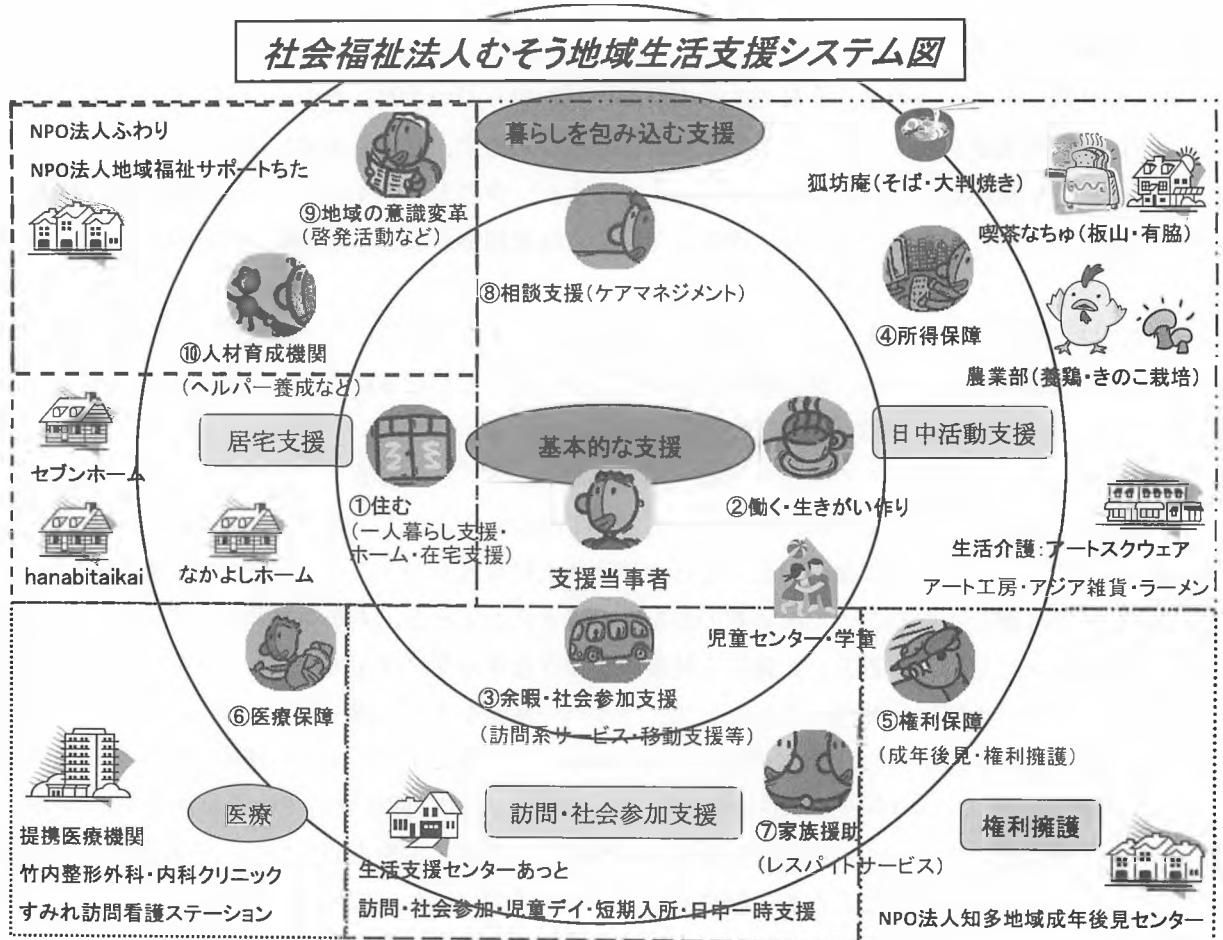 社会福祉法人むそう地域生活支援システム図
NPO法人ふわり
NPO法人地域福祉サポートちた
⑨地域の意識変革
(啓発活動など)
⑩人材育成機関
(ヘルパー養成など)
暮らしを包み込む支援
⑧相談支援(ケアマネジメント)
狐坊庵(そば・大判焼き)
喫茶なちゅ(板山・有脇)
④所得保障
農業部(養鶏・きのこ栽培)
居宅支援
基本的な支援
日中活動支援
セブンホーム
hanabitaikai
なかよしホーム
①住む
(一人暮らし支援・
ホーム・在宅支援)
支援当事者
②働く・生きがい作り
児童センター・学童
生活介護:アートスクウェア
アート工房・アジア雑貨・ラーメン
⑥医療保障
③余暇・社会参加支援
(訪問系サービス・移動支援等)
⑤権利保障
(成年後見・権利擁護)
医療
提携医療機関
竹内整形外科・内科クリニック
すみれ訪問看護ステーション
訪問・社会参加支援
⑦家族援助
(レスパイトサービス)
生活支援センターあっと
訪問・社会参加・児童デイ・短期入所・日中一時支援
権利擁護
NPO法人知多地域成年後見センター